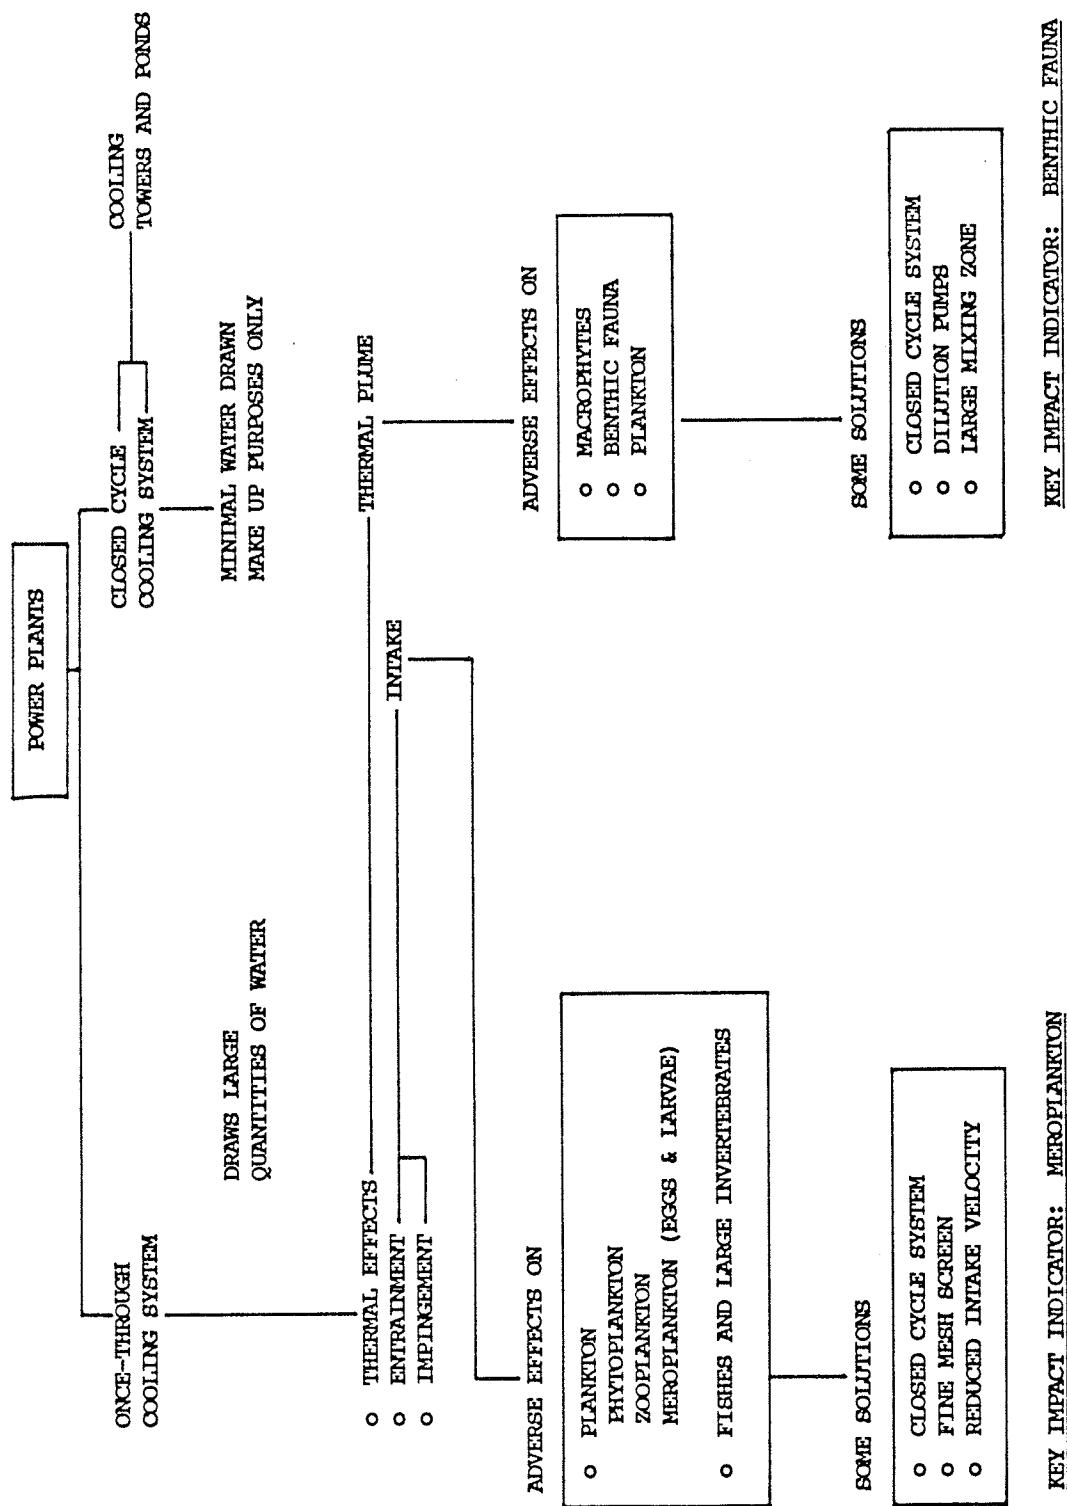 POWER PLANTS
ONCE-THROUGH
COOLING SYSTEM
CLOSED CYCLE
COOLING SYSTEM
COOLING
TOWERS AND PONDS
DRAWS LARGE
QUANTITIES OF WATER
MINIMAL WATER DRAWN
MAKE UP PURPOSES ONLY
o THERMAL EFFECTS
o ENTRAINMENT
o IMPINGEMENT
THERMAL PLUME
INTAKE
ADVERSE EFFECTS ON
o PLANKTON
PHYTOPLANKTON
ZOOPLANKTON
MEROPLANKTON (EGGS & LARVAE)
o FISHES AND LARGE INVERTEBRATES
SOME SOLUTIONS
o CLOSED CYCLE SYSTEM
o FINE MESH SCREEN
o REDUCED INTAKE VELOCITY
KEY IMPACT INDICATOR: MEROPLANKTON
ADVERSE EFFECTS ON
o MACROPHYTES
o BENTHIC FAUNA
o PLANKTON
SOME SOLUTIONS
o CLOSED CYCLE SYSTEM
o DILUTION PUMPS
o LARGE MIXING ZONE
KEY IMPACT INDICATOR: BENTHIC FAUNA